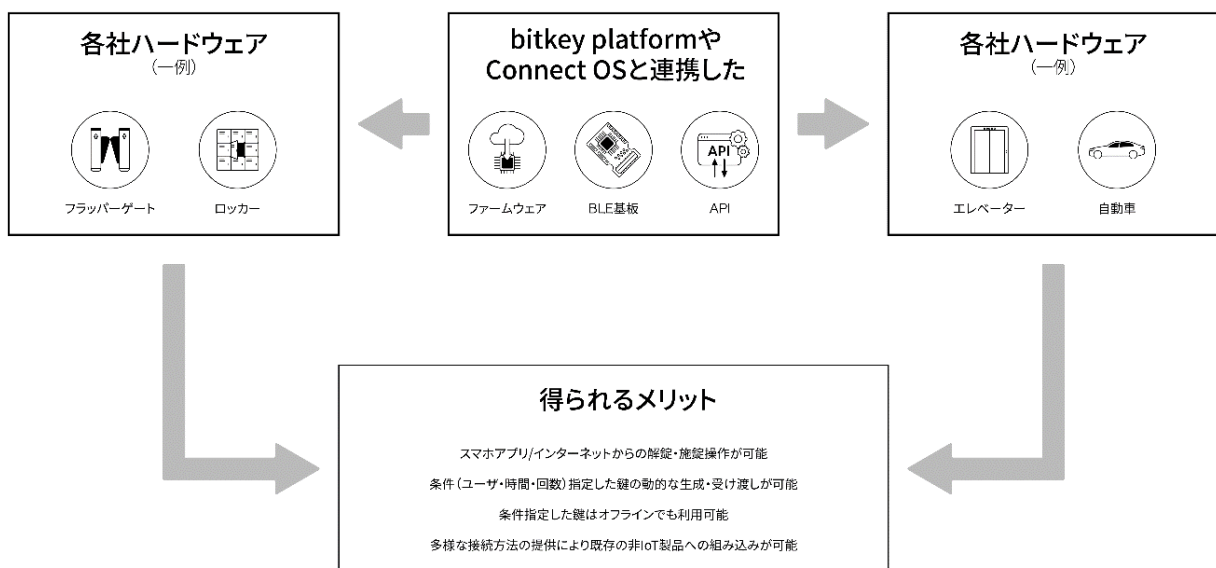 各社ハードウェア
(一例)
フラッパーゲート
ロッカー
bitkey platformや
Connect OSと連携した
API
ファームウェア
BLE基板
API
各社ハードウェア
(一例)
エレベーター
自動車
得られるメリット
スマホアプリ/インターネットからの解錠・施錠操作が可能
条件(ユーザ・時間・回数)指定した鍵の動的な生成・受け渡しが可能
条件指定した鍵はオフラインでも利用可能
多様な接続方法の提供により既存の非IoT製品への組み込みが可能